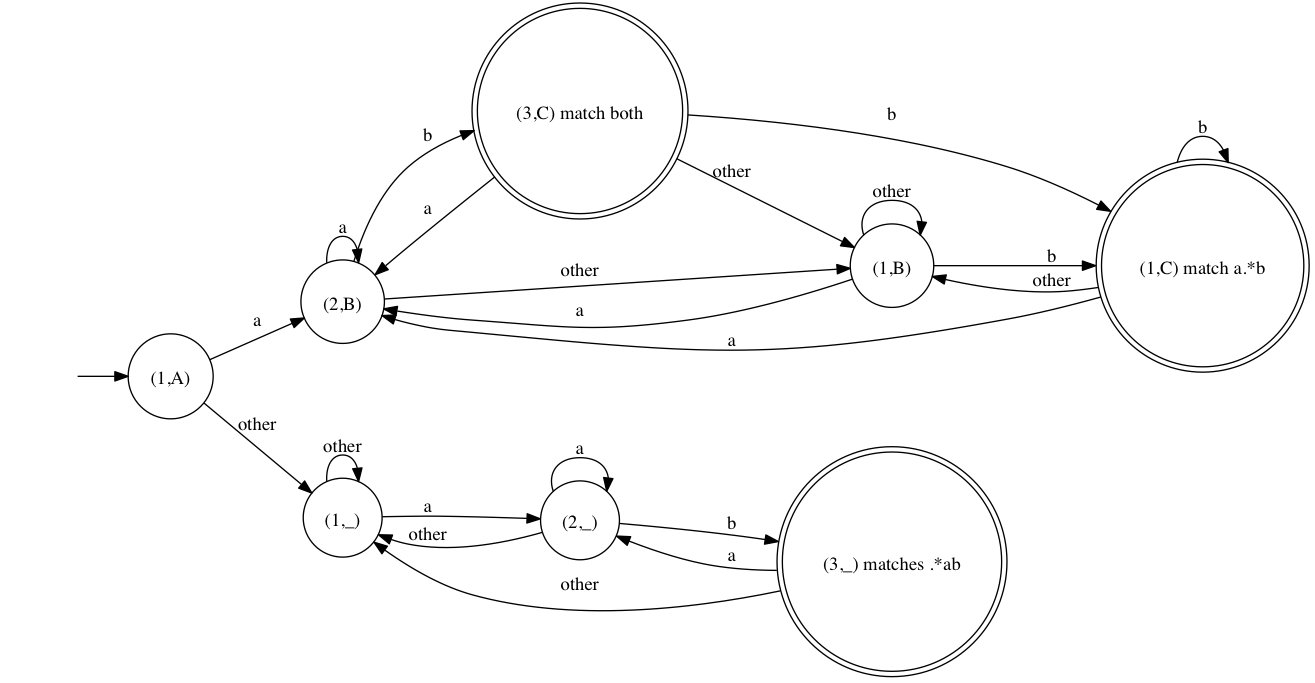 b
(3,C) match both
b
b
other
other
a
a
(1,B)
b
(1,C) match a.*b
other
other
(2,B)
a
a
a
(1,A)
other
other
a
(1,_)
a
other
(2,_)
b
a
(3,_) matches .*ab
other